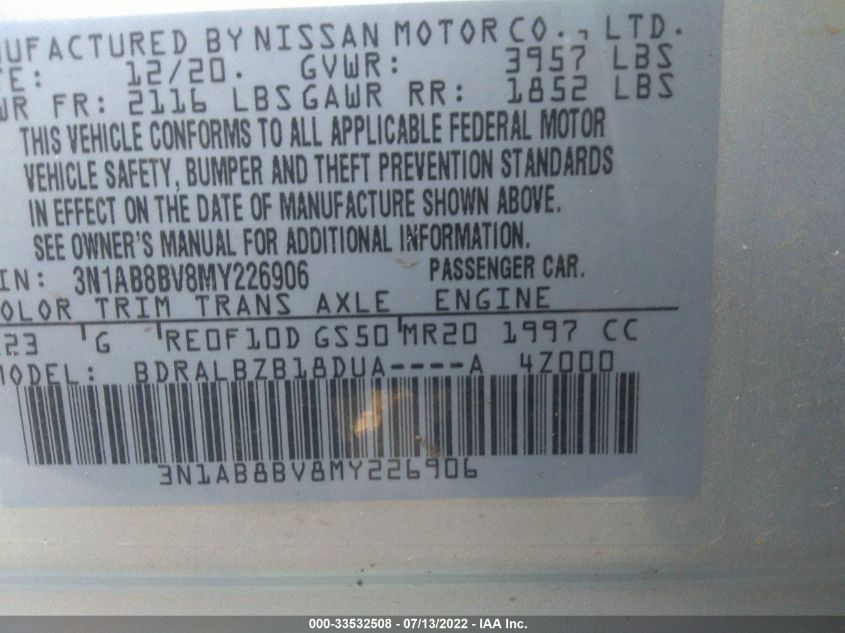 NUFACTURED BY NISSAN MOTOR CO., LTD.
TE: 12/20. GVWR: 3957 LBS
WR FR: 2116 LBS GAWR RR: 1852 LBS
THIS VEHICLE CONFORMS TO ALL APPLICABLE FEDERAL MOTOR
VEHICLE SAFETY, BUMPER AND THEFT PREVENTION STANDARDS
IN EFFECT ON THE DATE OF MANUFACTURE SHOWN ABOVE.
SEE OWNER'S MANUAL FOR ADDITIONAL INFORMATION.
IN: 3N1AB8BV8MY226906 PASSENGER CAR.
OLOR TRIM TRANS AXLE ENGINE
23 G RE0F10D GS50 MR20 1997 CC
MODEL: BDRALBZB18DUA----A 4Z000
3N1AB8BV8MY226906
000-33532508 - 07/13/2022 - IAA Inc.